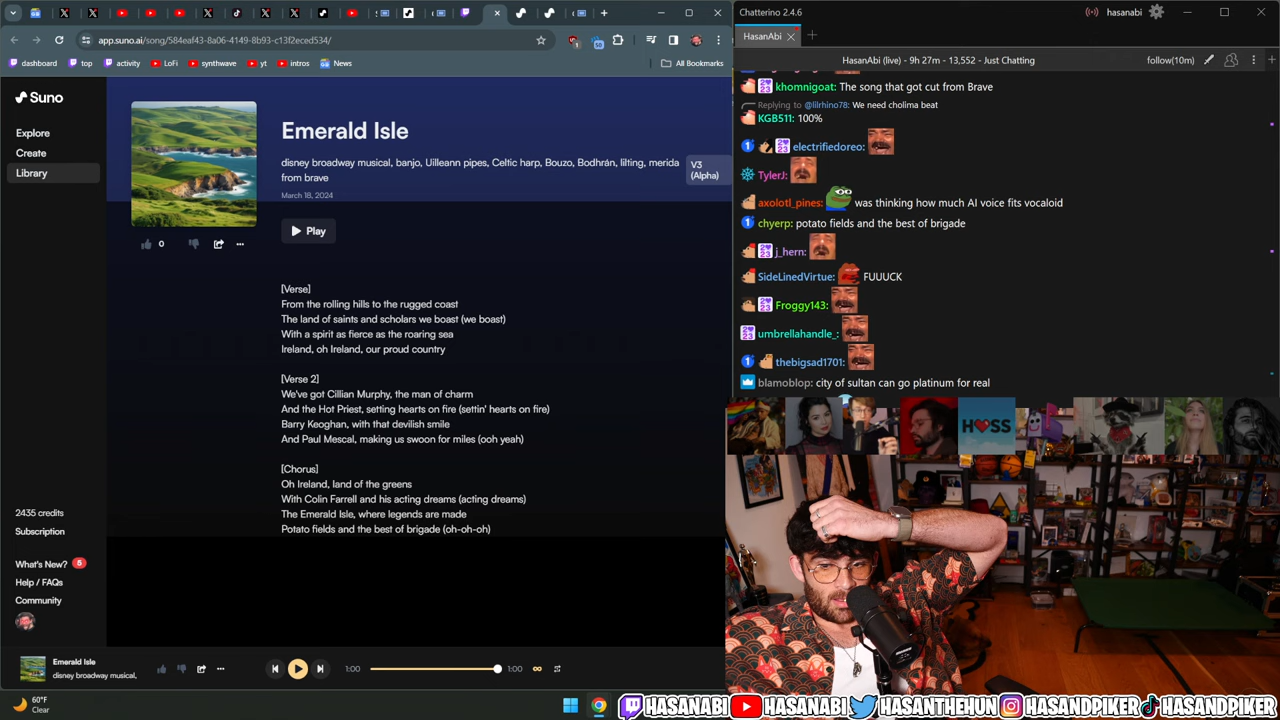 Chatterino 2.4.6
hasanabi
app.suno.ai/song/584eaf43-8a06-4149-8b93-c13f2eced534/
HasanAbi
dashboard
top
activity
LoFi
synthwave
yt
intros
News
All Bookmarks
HasanAbi (live) - 9h 27m - 13,552 - Just Chatting
follow(10m)
Suno
Explore
Create
Library
Emerald Isle
disney broadway musical, banjo, Uilleann pipes, Celtic harp, Bouzo, Bodhrán, lilting, merida
from brave
V3
(Alpha)
March 18, 2024
Play
0
[Verse]
From the rolling hills to the rugged coast
The land of saints and scholars we boast (we boast)
With a spirit as fierce as the roaring sea
Ireland, oh Ireland, our proud country
[Verse 2]
We've got Cillian Murphy, the man of charm
And the Hot Priest, setting hearts on fire (settin' hearts on fire)
Barry Keoghan, with that devilish smile
And Paul Mescal, making us swoon for miles (ooh yeah)
[Chorus]
Oh Ireland, land of the greens
With Colin Farrell and his acting dreams (acting dreams)
The Emerald Isle, where legends are made
Potato fields and the best of brigade (oh-oh-oh)
2435 credits
Subscription
What's New?
5
Help / FAQs
Community
Emerald Isle
disney broadway musical,
1:00
1:00
60°F
Clear
khomnigoat: The song that got cut from Brave
Replying to @lilrhino78: We need cholima beat
KGB511: 100%
electrifiedoreo:
TylerJ:
axolotl_pines: was thinking how much AI voice fits vocaloid
chyerp: potato fields and the best of brigade
j_hern:
SideLinedVirtue: FUUUCK
Froggy143:
umbrellahandle_:
thebigsad1701:
blamoblop: city of sultan can go platinum for real
HOSS
HASANABI
HASANABI
HASANTHEHUN
HASANDPIKER
HASANDPIKER